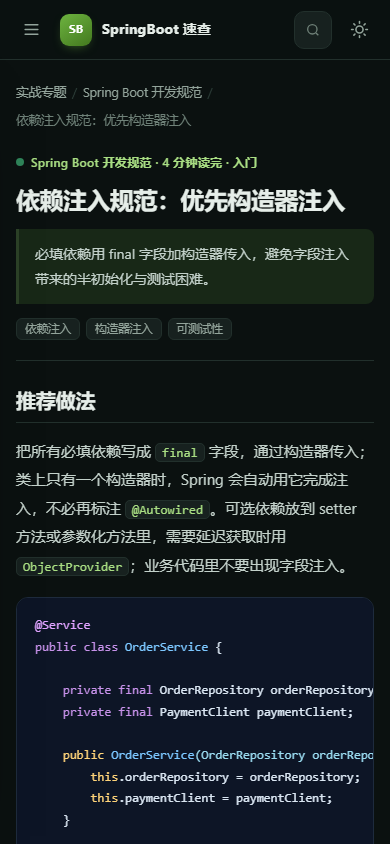 SB SpringBoot 速查
实战专题 / Spring Boot 开发规范 /
依赖注入规范：优先构造器注入
Spring Boot 开发规范 · 4 分钟读完 · 入门
依赖注入规范：优先构造器注入
必填依赖用 final 字段加构造器传入，避免字段注入
带来的半初始化与测试困难。
依赖注入 构造器注入 可测试性
推荐做法
把所有必填依赖写成 final 字段，通过构造器传入；
类上只有一个构造器时，Spring 会自动用它完成注
入，不必再标注 @Autowired。可选依赖放到 setter
方法或参数化方法里，需要延迟获取时用
ObjectProvider；业务代码里不要出现字段注入。
@Service
public class OrderService {
private final OrderRepository orderRepository
private final PaymentClient paymentClient;
public OrderService(OrderRepository orderRepo
this.orderRepository = orderRepository;
this.paymentClient = paymentClient;
}